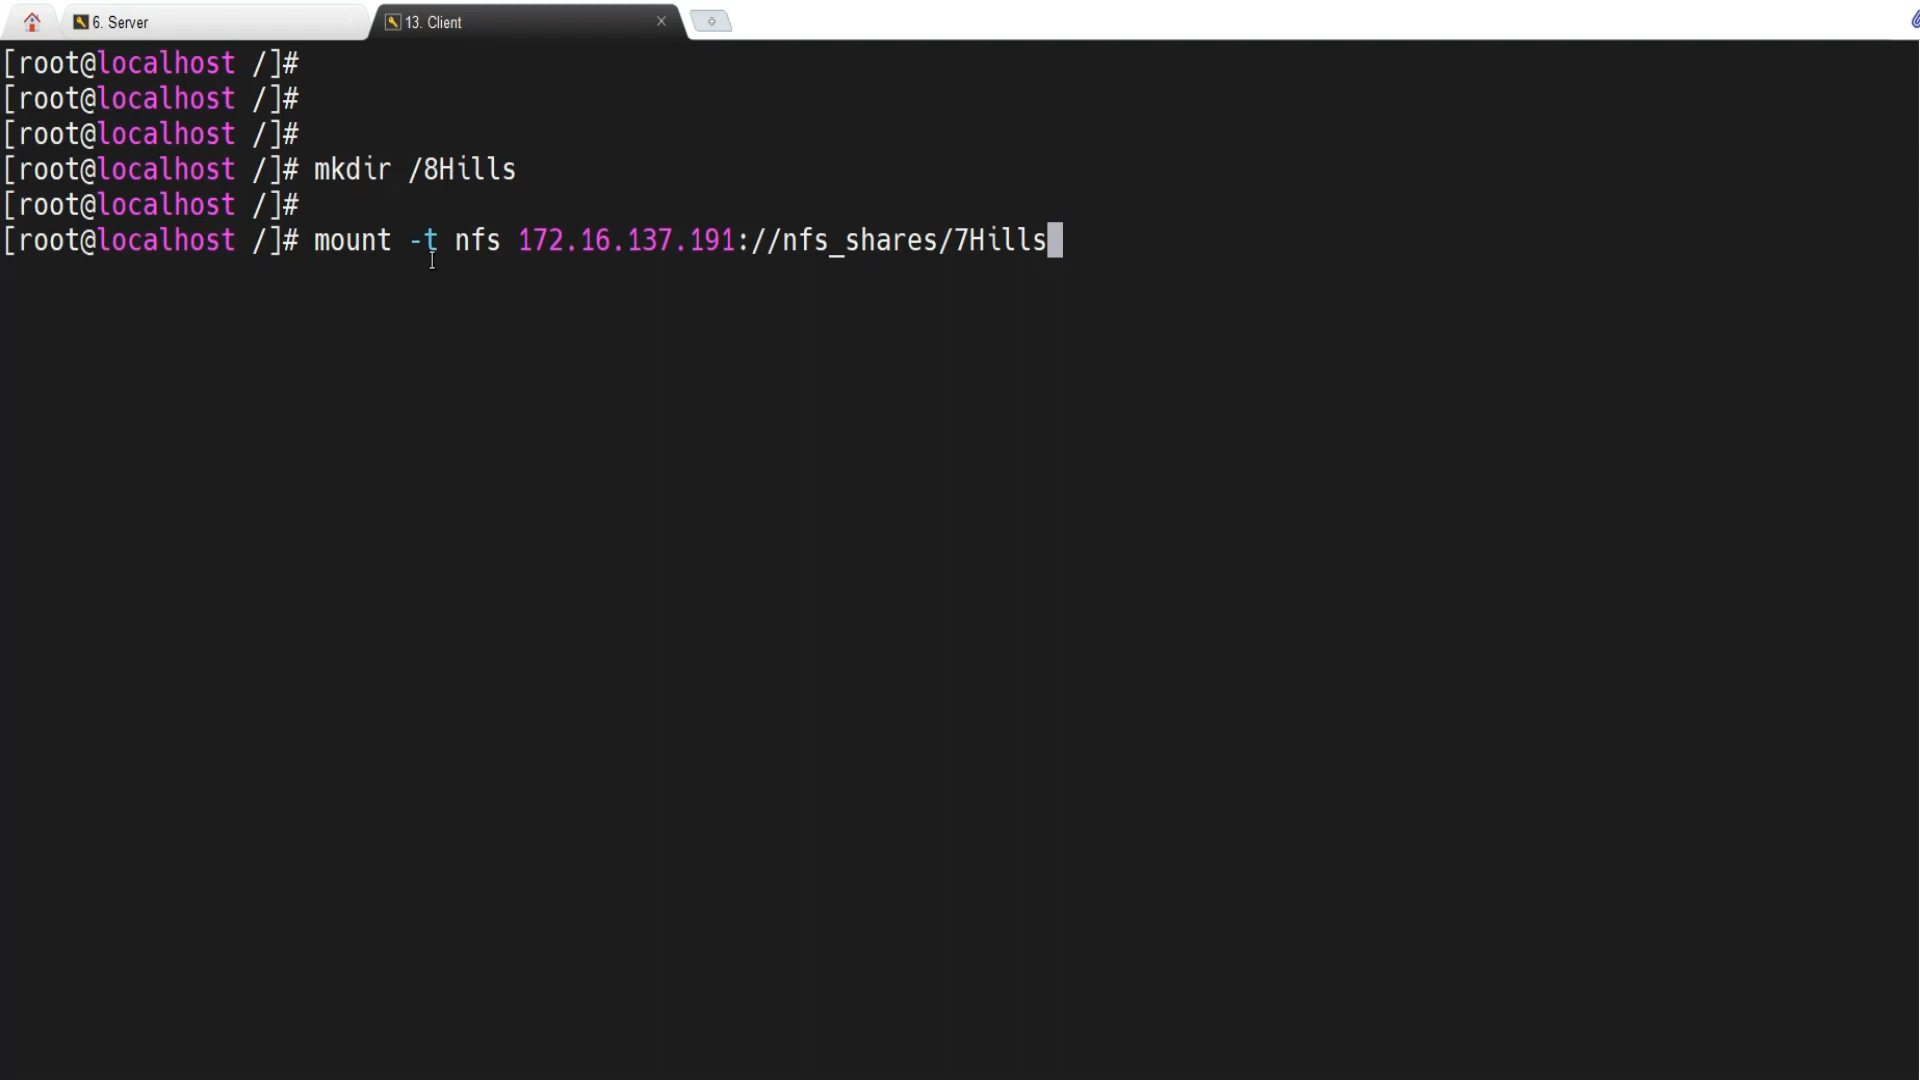 6. Server
13. Client
[root@localhost /]#
[root@localhost /]#
[root@localhost /]#
[root@localhost /]# mkdir /8Hills
[root@localhost /]#
[root@localhost /]# mount -t nfs 172.16.137.191://nfs_shares/7Hills